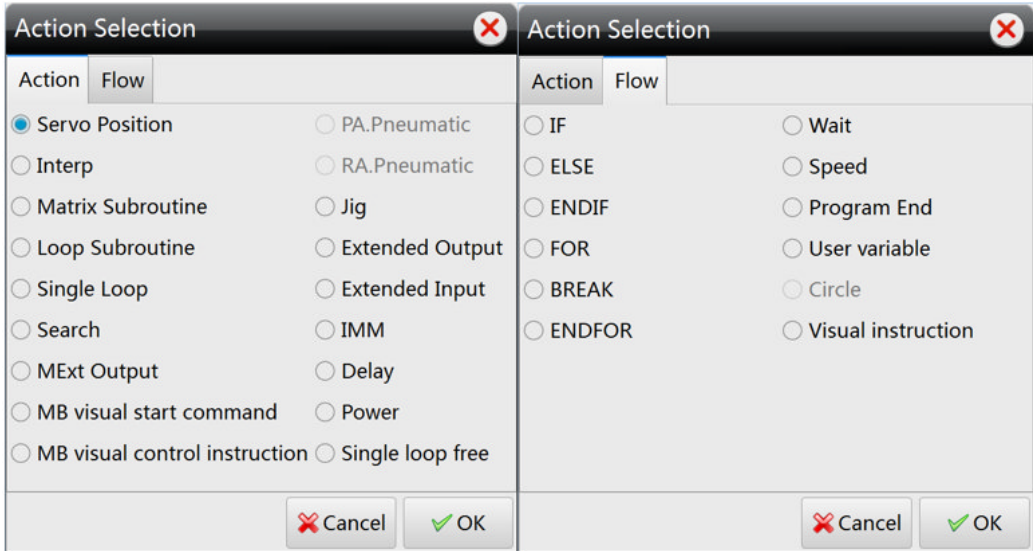 Action Selection
Action Flow
Servo Position
PA.Pneumatic
Interp
RA.Pneumatic
Matrix Subroutine
Jig
Loop Subroutine
Extended Output
Single Loop
Extended Input
Search
IMM
MExt Output
Delay
MB visual start command
Power
MB visual control instruction
Single loop free
Cancel
OK
Action Selection
Action Flow
IF
Wait
ELSE
Speed
ENDIF
Program End
FOR
User variable
BREAK
Circle
ENDFOR
Visual instruction
Cancel
OK